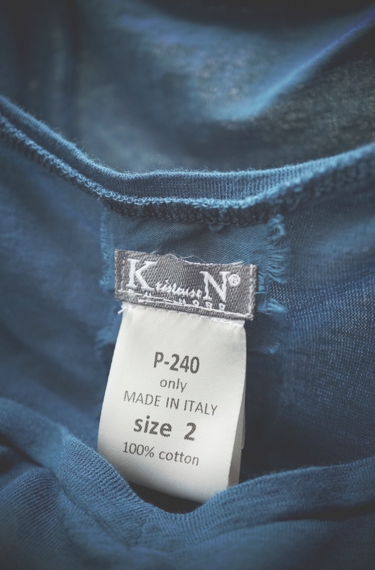 K N®
P-240
only
MADE IN ITALY
size 2
100% cotton